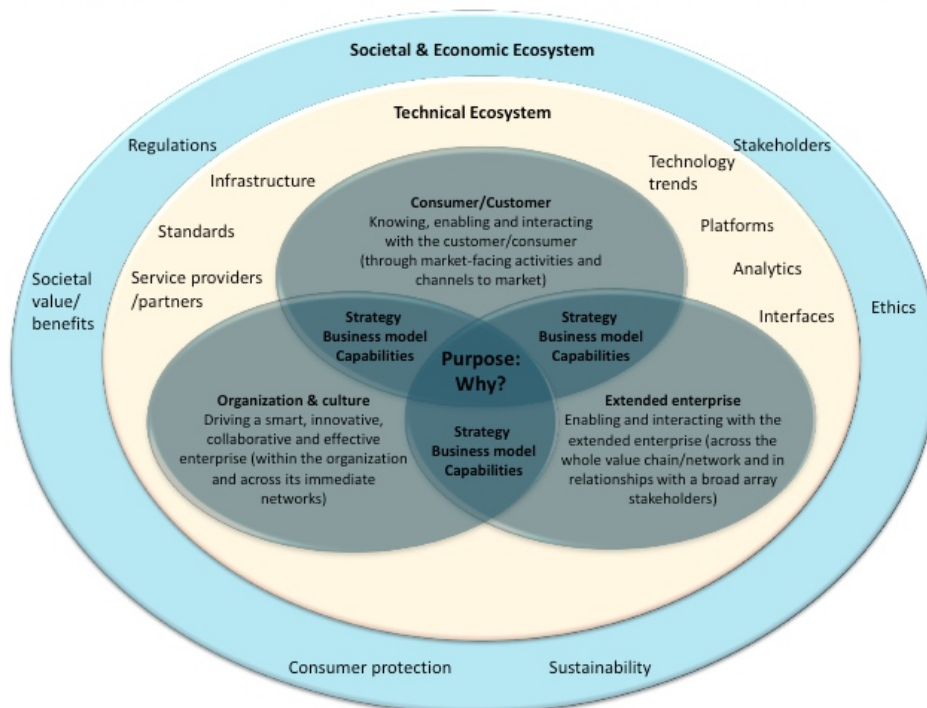 Societal & Economic Ecosystem
Technical Ecosystem
Regulations
Stakeholders
Infrastructure
Technology
trends
Standards
Platforms
Service providers
/partners
Analytics
Interfaces
Societal
value/
benefits
Ethics
Consumer/Customer
Knowing, enabling and interacting
with the customer/consumer
(through market-facing activities and
channels to market)
Strategy
Business model
Capabilities
Strategy
Business model
Capabilities
Purpose:
Why?
Organization & culture
Driving a smart, innovative,
collaborative and effective
enterprise (within the organization
and across its immediate
networks)
Strategy
Business model
Capabilities
Extended enterprise
Enabling and interacting with the
extended enterprise (across the
whole value chain/network and in
relationships with a broad array
stakeholders)
Consumer protection
Sustainability